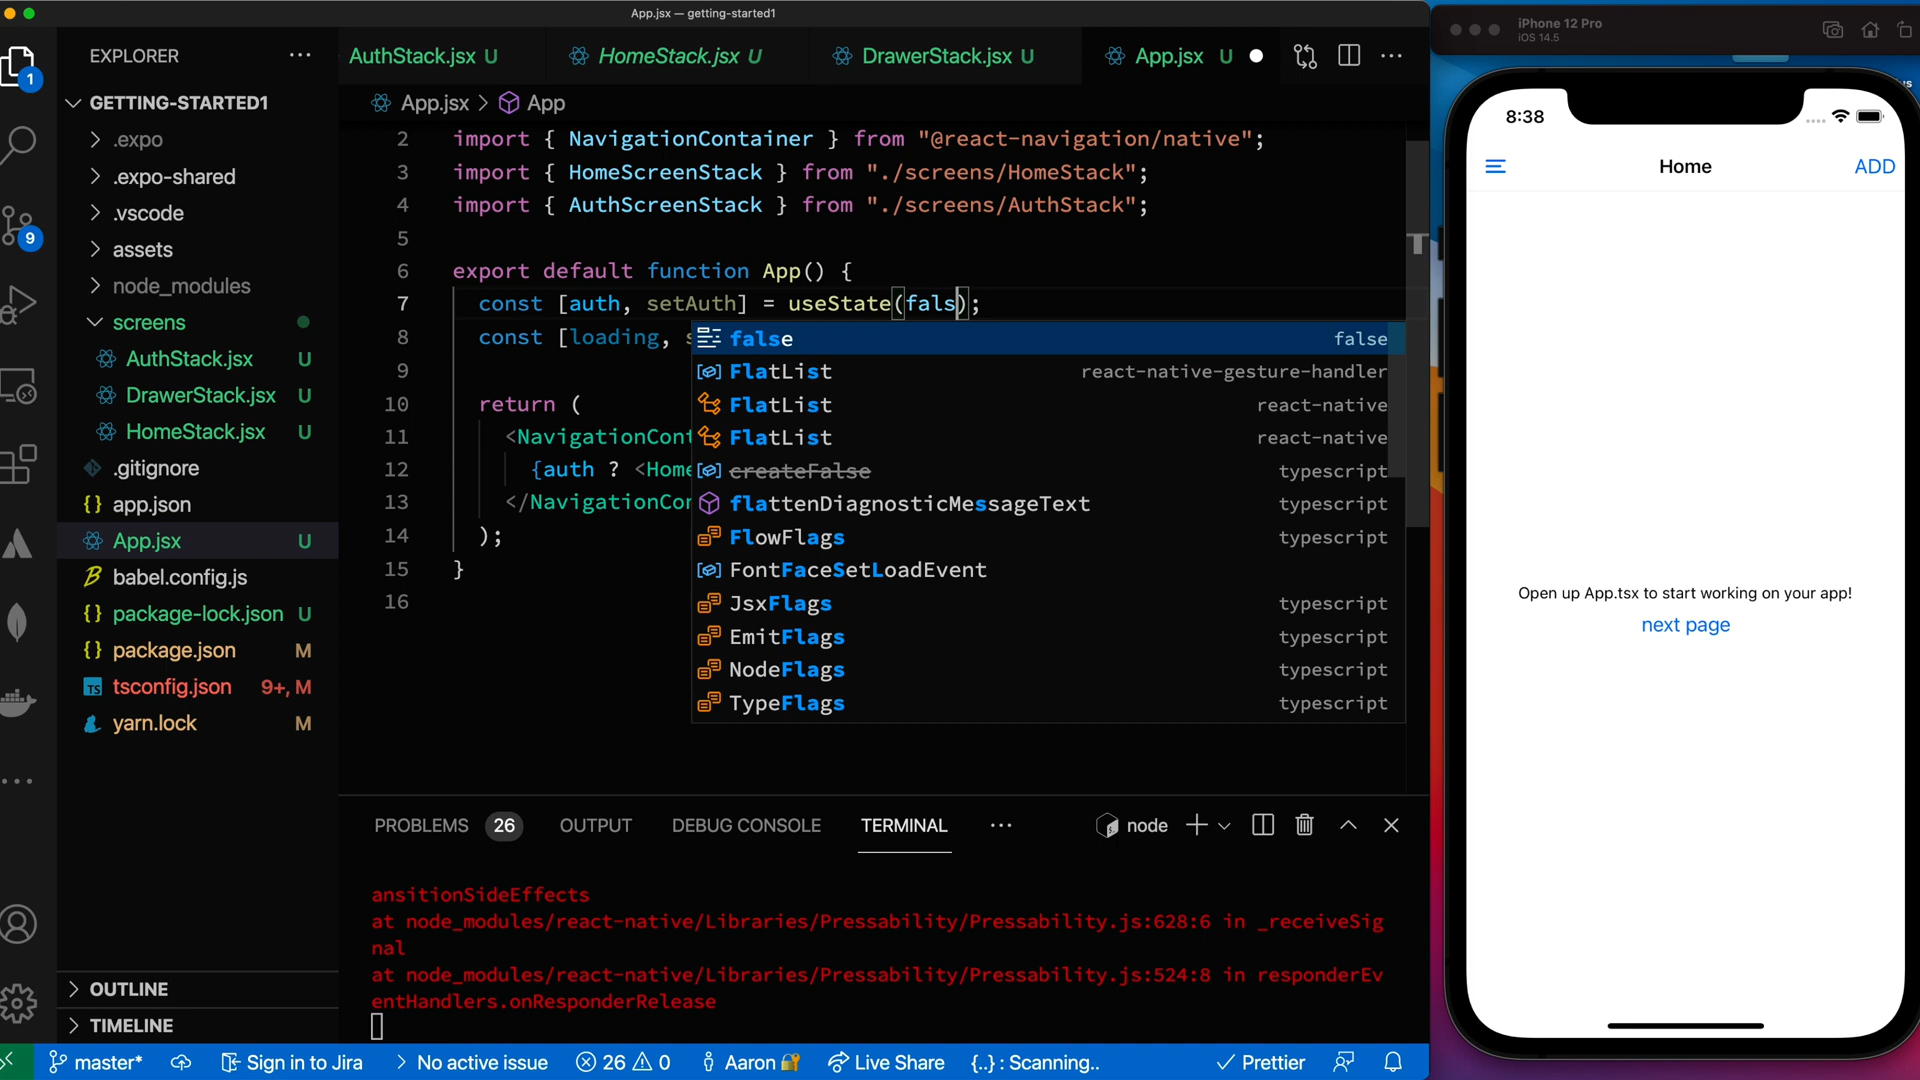 App.jsx — getting-started1
iPhone 12 Pro
iOS 14.5
EXPLORER
AuthStack.jsx U
HomeStack.jsx U
DrawerStack.jsx U
App.jsx U
App.jsx > App
1
GETTING-STARTED1
.expo
.expo-shared
.vscode
9
assets
node_modules
screens
AuthStack.jsx U
DrawerStack.jsx U
HomeStack.jsx U
.gitignore
app.json
App.jsx U
babel.config.js
package-lock.json U
package.json M
tsconfig.json 9+, M
yarn.lock M
OUTLINE
TIMELINE
2 import { NavigationContainer } from "@react-navigation/native";
3 import { HomeScreenStack } from "./screens/HomeStack";
4 import { AuthScreenStack } from "./screens/AuthStack";
5
6 export default function App() {
7 const [auth, setAuth] = useState(fals);
8 const [loading, s
9
10 return (
11 <NavigationCont
12 {auth ? <Home
13 </NavigationCon
14 );
15 }
16
false false
FlatList react-native-gesture-handler
FlatList react-native
FlatList react-native
createFalse typescript
flattenDiagnosticMessageText typescript
FlowFlags typescript
FontFaceSetLoadEvent
JsxFlags typescript
EmitFlags typescript
NodeFlags typescript
TypeFlags typescript
PROBLEMS 26 OUTPUT DEBUG CONSOLE TERMINAL node
ansitionSideEffects
at node_modules/react-native/Libraries/Pressability/Pressability.js:628:6 in _receiveSig
nal
at node_modules/react-native/Libraries/Pressability/Pressability.js:524:8 in responderEv
entHandlers.onResponderRelease
master* Sign in to Jira No active issue 26 0 Aaron Live Share {..} : Scanning.. Prettier
8:38
Home
ADD
Open up App.tsx to start working on your app!
next page